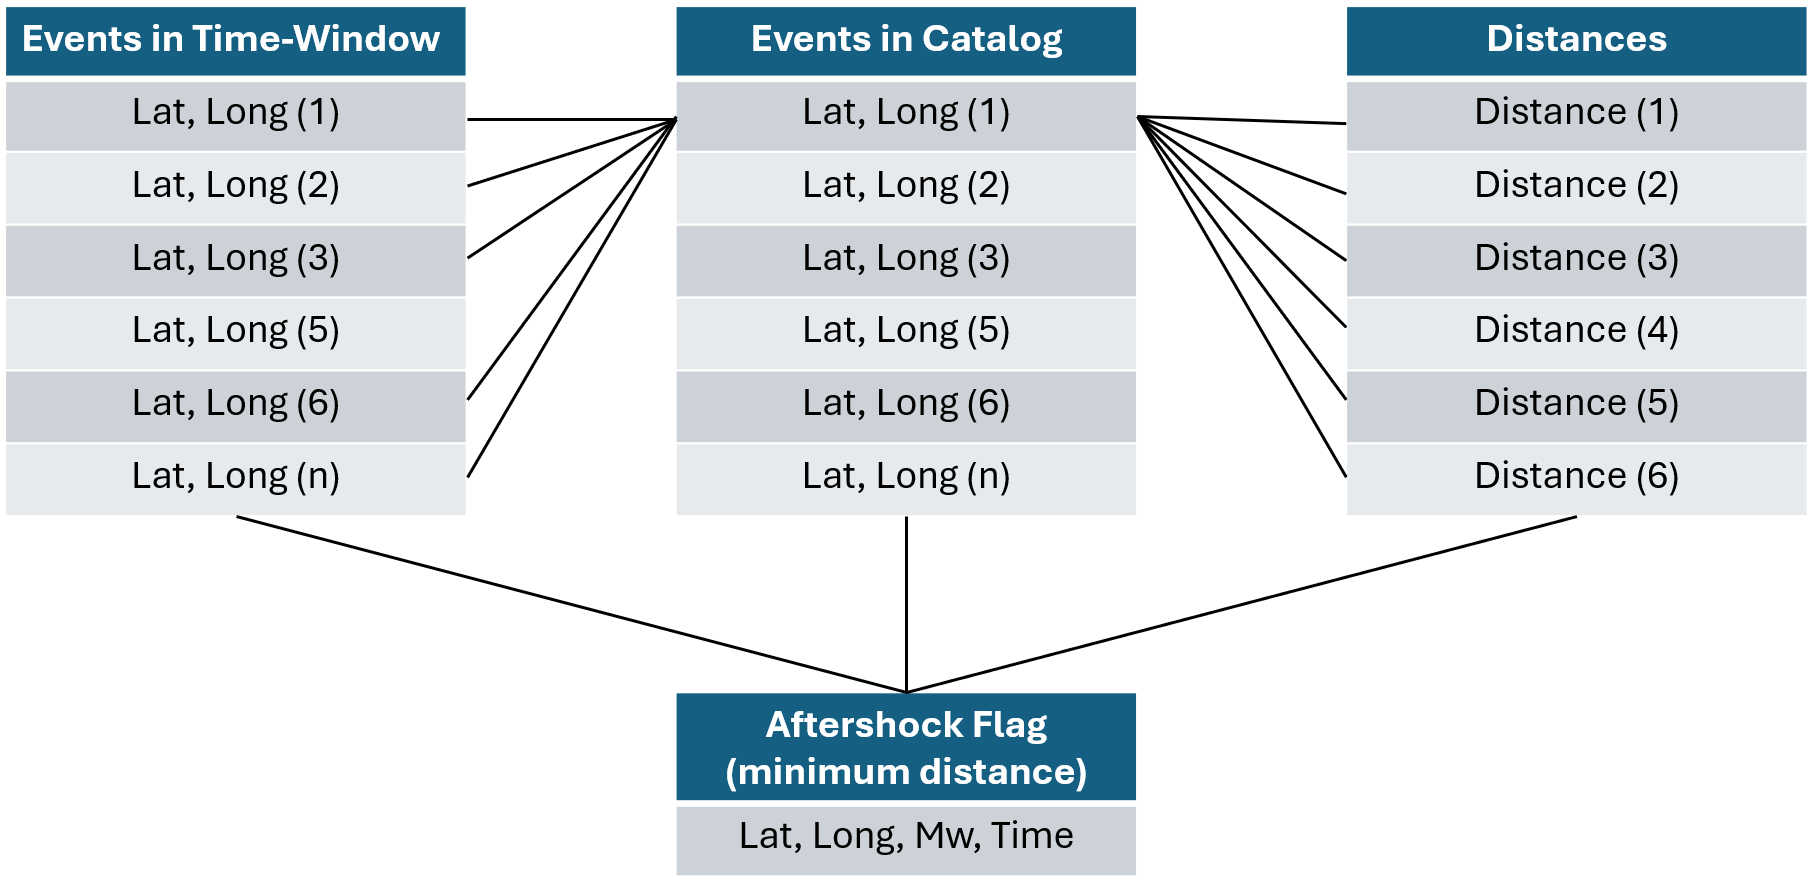 Events in Time-Window
Lat, Long (1)
Lat, Long (2)
Lat, Long (3)
Lat, Long (5)
Lat, Long (6)
Lat, Long (n)
Events in Catalog
Lat, Long (1)
Lat, Long (2)
Lat, Long (3)
Lat, Long (5)
Lat, Long (6)
Lat, Long (n)
Distances
Distance (1)
Distance (2)
Distance (3)
Distance (4)
Distance (5)
Distance (6)
Aftershock Flag
(minimum distance)
Lat, Long, Mw, Time